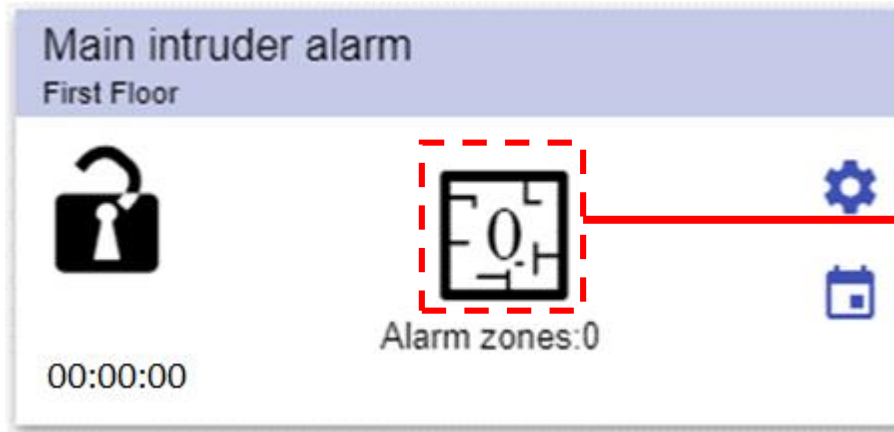 Main intruder alarm
First Floor
0
Alarm zones:0
00:00:00